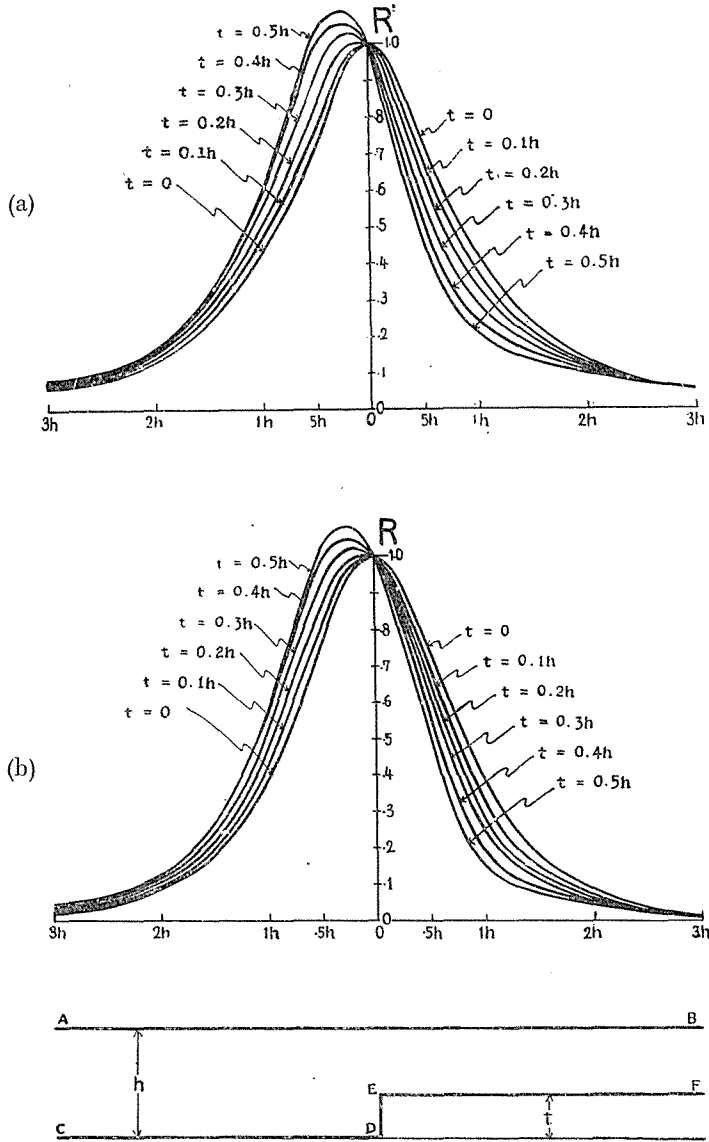 R'
t = 0.5h
1.0
t = 0.4h
t = 0.3h
t = 0.2h
t = 0.1h
t = 0
t = 0
t = 0.1h
t = 0.2h
t = 0.3h
t = 0.4h
t = 0.5h
(a)
.8
.7
.6
.5
.4
.3
.2
.1
0
3h 2h 1h 5h 0 5h 1h 2h 3h
R
t = 0.5h
1.0
t = 0.4h
t = 0.3h
t = 0.2h
t = 0.1h
t = 0
t = 0
t = 0.1h
t = 0.2h
t = 0.3h
t = 0.4h
t = 0.5h
(b)
.8
.7
.6
.5
.4
.3
.2
.1
0
3h 2h 1h .5h 0 .5h 1h 2h 3h
A B
h
E F
t
C D